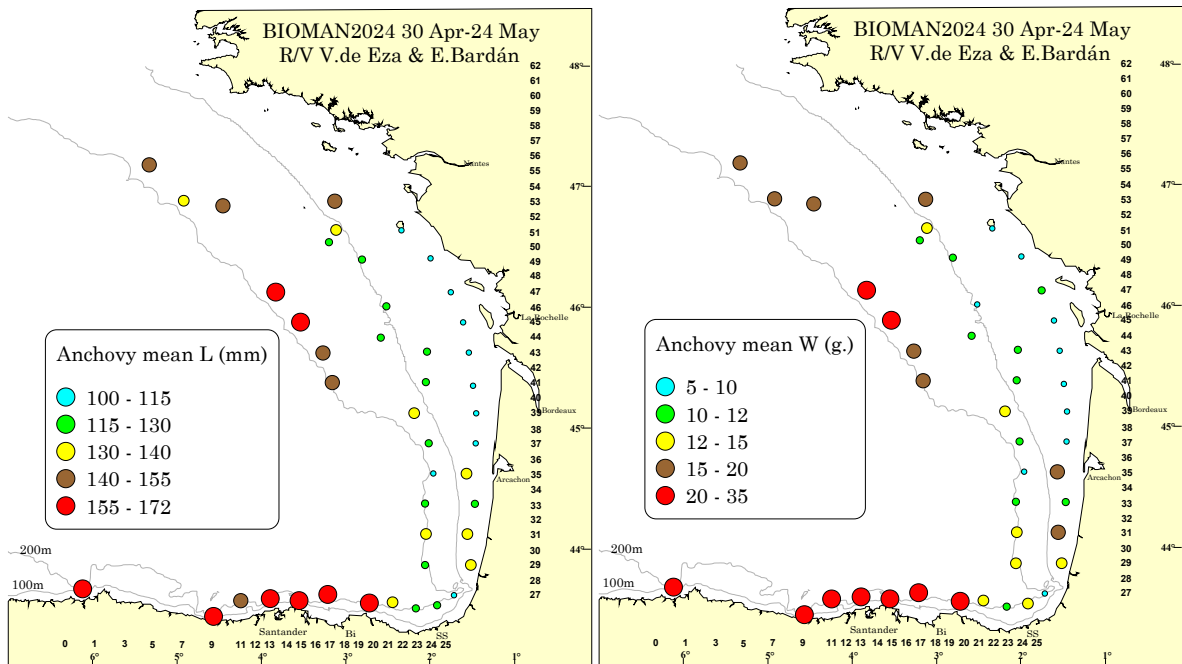 BIOMAN2024 30 Apr-24 May
R/V V.de Eza & E.Bardán
62
48°
61
60
59
58
57
56
Nantes
55
54
47°
53
52
51
50
49
48
47
46
46°
La Rochelle
45
44
43
42
41
40
39
Bordeaux
38
45°
37
36
35
Arcachon
34
33
32
31
30
44°
29
28
27
Anchovy mean L (mm)
100 - 115
115 - 130
130 - 140
140 - 155
155 - 172
200m
100m
Santander
Bi
SS
0 1 3 5 7 9 11 12 13 14 15 16 17 18 19 20 21 22 23 24 25
6° 5° 4° 3° 2° 1°
BIOMAN2024 30 Apr-24 May
R/V V.de Eza & E.Bardán
62
48°
61
60
59
58
57
56
Nantes
55
54
47°
53
52
51
50
49
48
47
46
46°
La Rochelle
45
44
43
42
41
40
39
Bordeaux
38
45°
37
36
35
Arcachon
34
33
32
31
30
44°
29
28
27
Anchovy mean W (g.)
5 - 10
10 - 12
12 - 15
15 - 20
20 - 35
200m
100m
Santander
Bi
SS
0 1 3 5 7 9 11 12 13 14 15 16 17 18 19 20 21 22 23 24 25
6° 5° 4° 3° 2° 1°